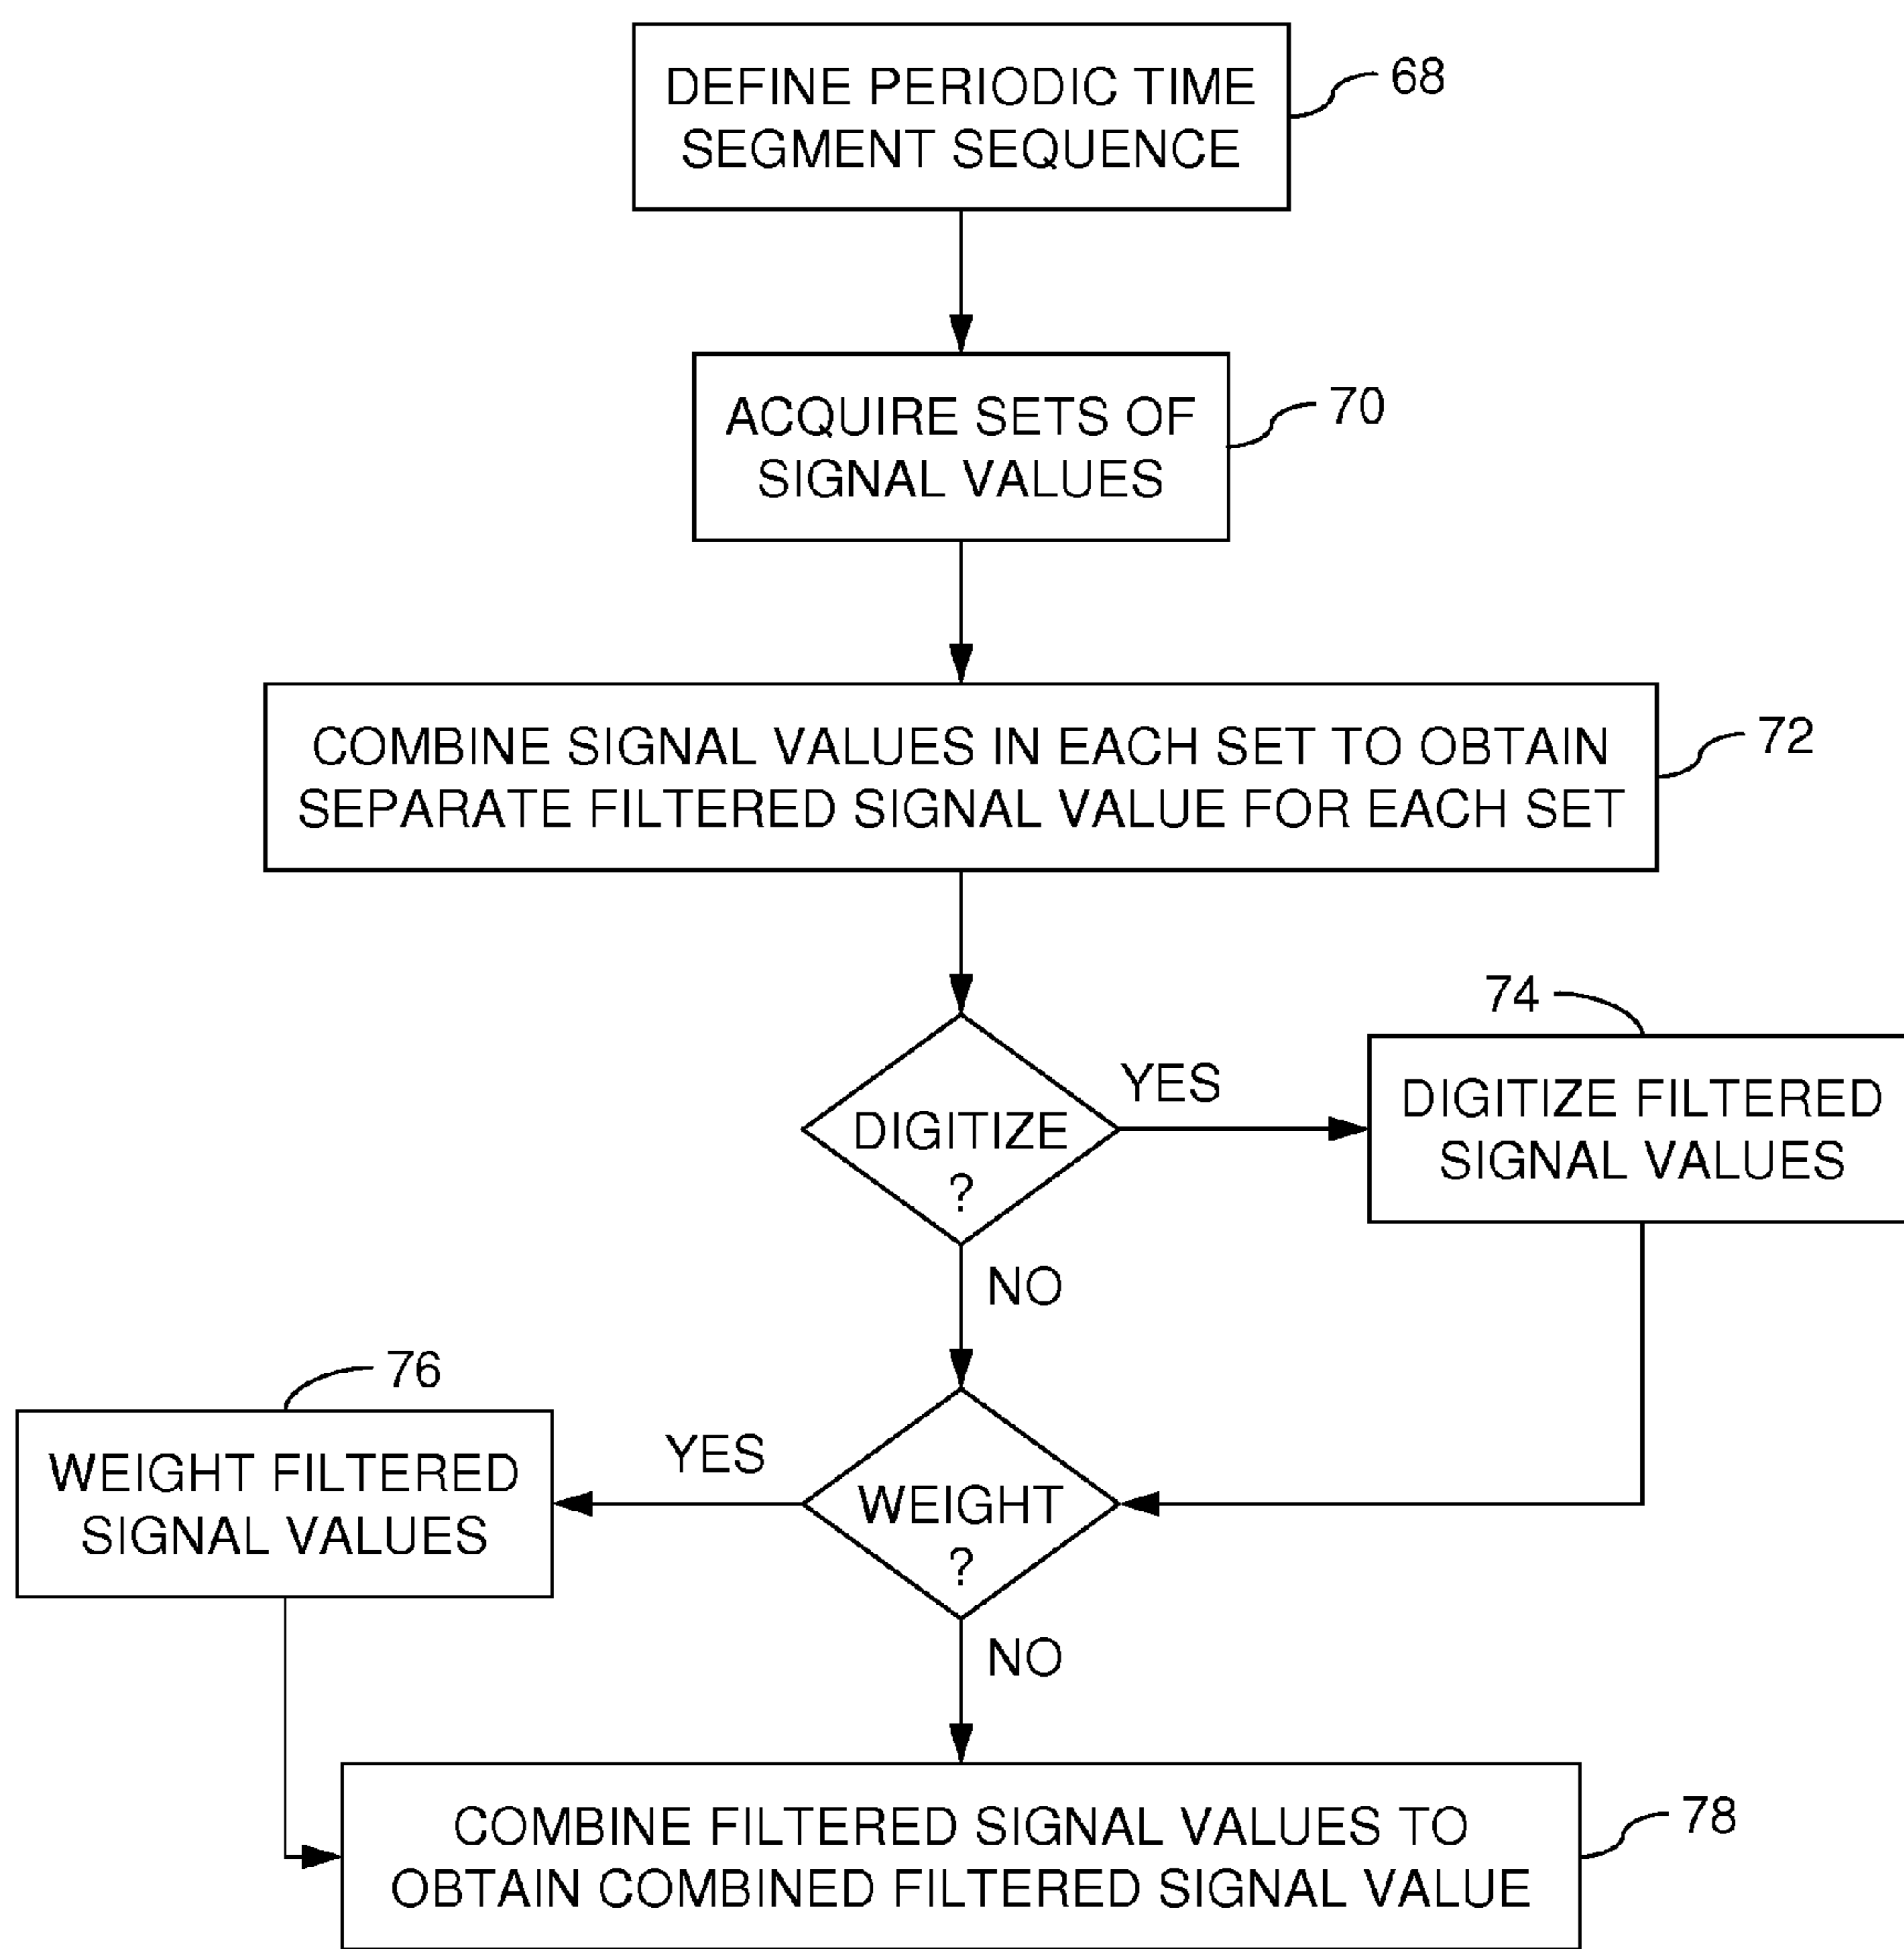 DEFINE PERIODIC TIME
SEGMENT SEQUENCE
68
ACQUIRE SETS OF
SIGNAL VALUES
70
COMBINE SIGNAL VALUES IN EACH SET TO OBTAIN
SEPARATE FILTERED SIGNAL VALUE FOR EACH SET
72
DIGITIZE
?
YES
74
DIGITIZE FILTERED
SIGNAL VALUES
NO
WEIGHT
?
YES
76
WEIGHT FILTERED
SIGNAL VALUES
NO
COMBINE FILTERED SIGNAL VALUES TO
OBTAIN COMBINED FILTERED SIGNAL VALUE
78